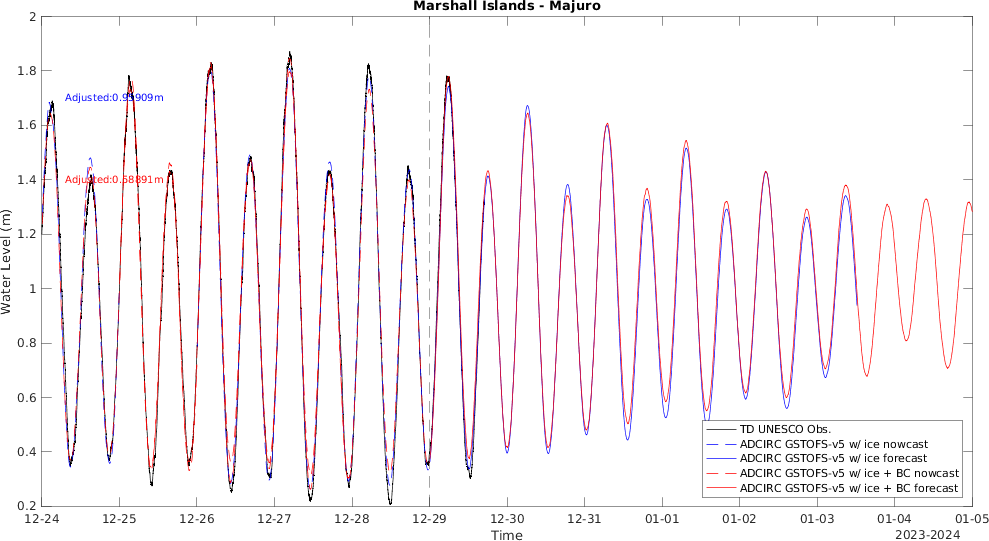 Marshall Islands - Majuro
2
1.8
1.6
1.4
1.2
1
0.8
0.6
0.4
0.2
Water Level (m)
Adjusted:0.95909m
Adjusted:0.68891m
TD UNESCO Obs.
ADCIRC GSTOFS-v5 w/ ice nowcast
ADCIRC GSTOFS-v5 w/ ice forecast
ADCIRC GSTOFS-v5 w/ ice + BC nowcast
ADCIRC GSTOFS-v5 w/ ice + BC forecast
12-24 12-25 12-26 12-27 12-28 12-29 12-30 12-31 01-01 01-02 01-03 01-04 01-05
Time
2023-2024